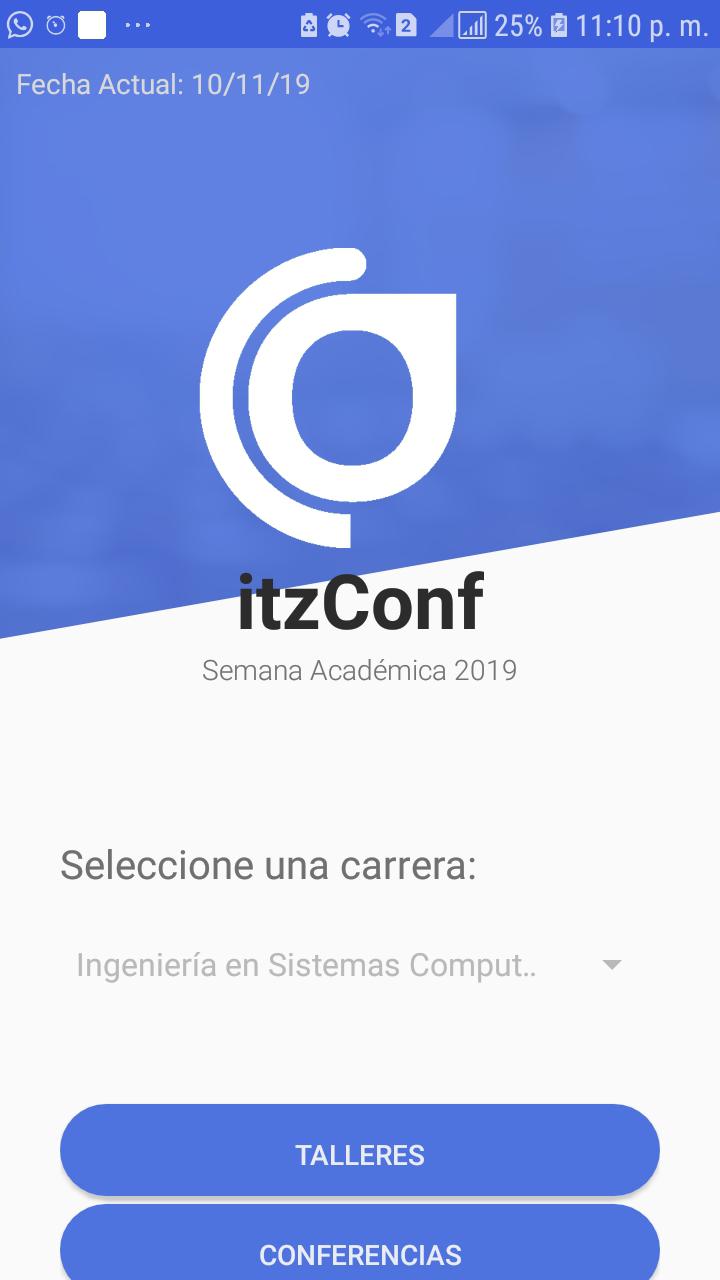 2 25% 11:10 p. m.
Fecha Actual: 10/11/19
itzConf
Semana Académica 2019
Seleccione una carrera:
Ingeniería en Sistemas Comput..
TALLERES
CONFERENCIAS